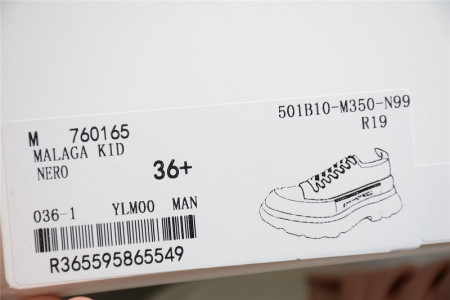 M 760165
MALAGA KID
NERO
36+
501B10-M350-N99
R19
036-1 YLM00 MAN
R365595865549